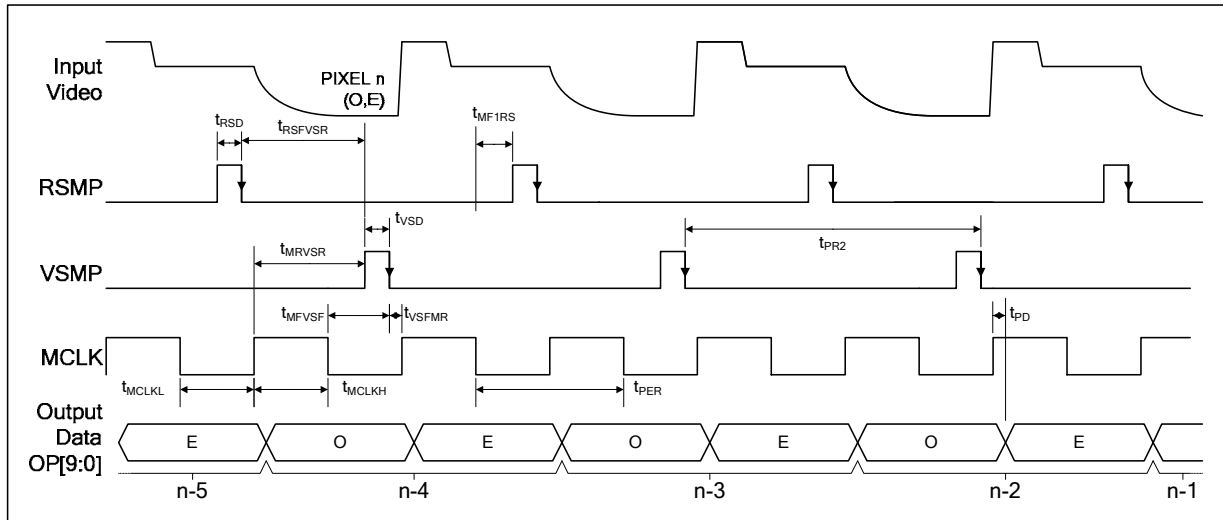 Input
Video
PIXEL n
(O,E)
tRSD
tRSFVSR
tMF1RS
RSMP
tVSD
tMRVSR
tPR2
VSMP
tMFVSF
tVSFMR
tPD
MCLK
tMCLKL
tMCLKH
tPER
Output
Data
OP[9:0]
E O E O E O E
n-5 n-4 n-3 n-2 n-1